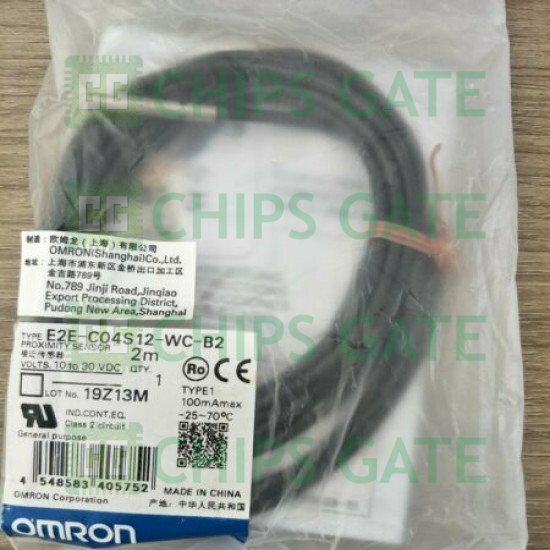 CHIPS GATE
CHIPS GATE
CHIPS GATE
CHIPS GATE
制造：欧姆龙（上海）有限公司
OMRON(Shanghai)Co.,Ltd.
地址：上海市浦东新区金桥出口加工区
金吉路789号
No.789 Jinji Road,Jinqiao
Export Processing District,
Pudong New Area,Shanghai
TYPE E2E-C04S12-WC-B2
PROXIMITY SENSOR 2m
接近传感器
VOLTS. 10 to 30 VDC QTY.
1
LOT No. 19Z13M
TYPE1
100mAmax
-25~70℃
IND.CONT.EQ.
Class 2 circuit
General purpose
4 548583 405752
MADE IN CHINA
OMRON Corporation
产地：中华人民共和国
OMRON